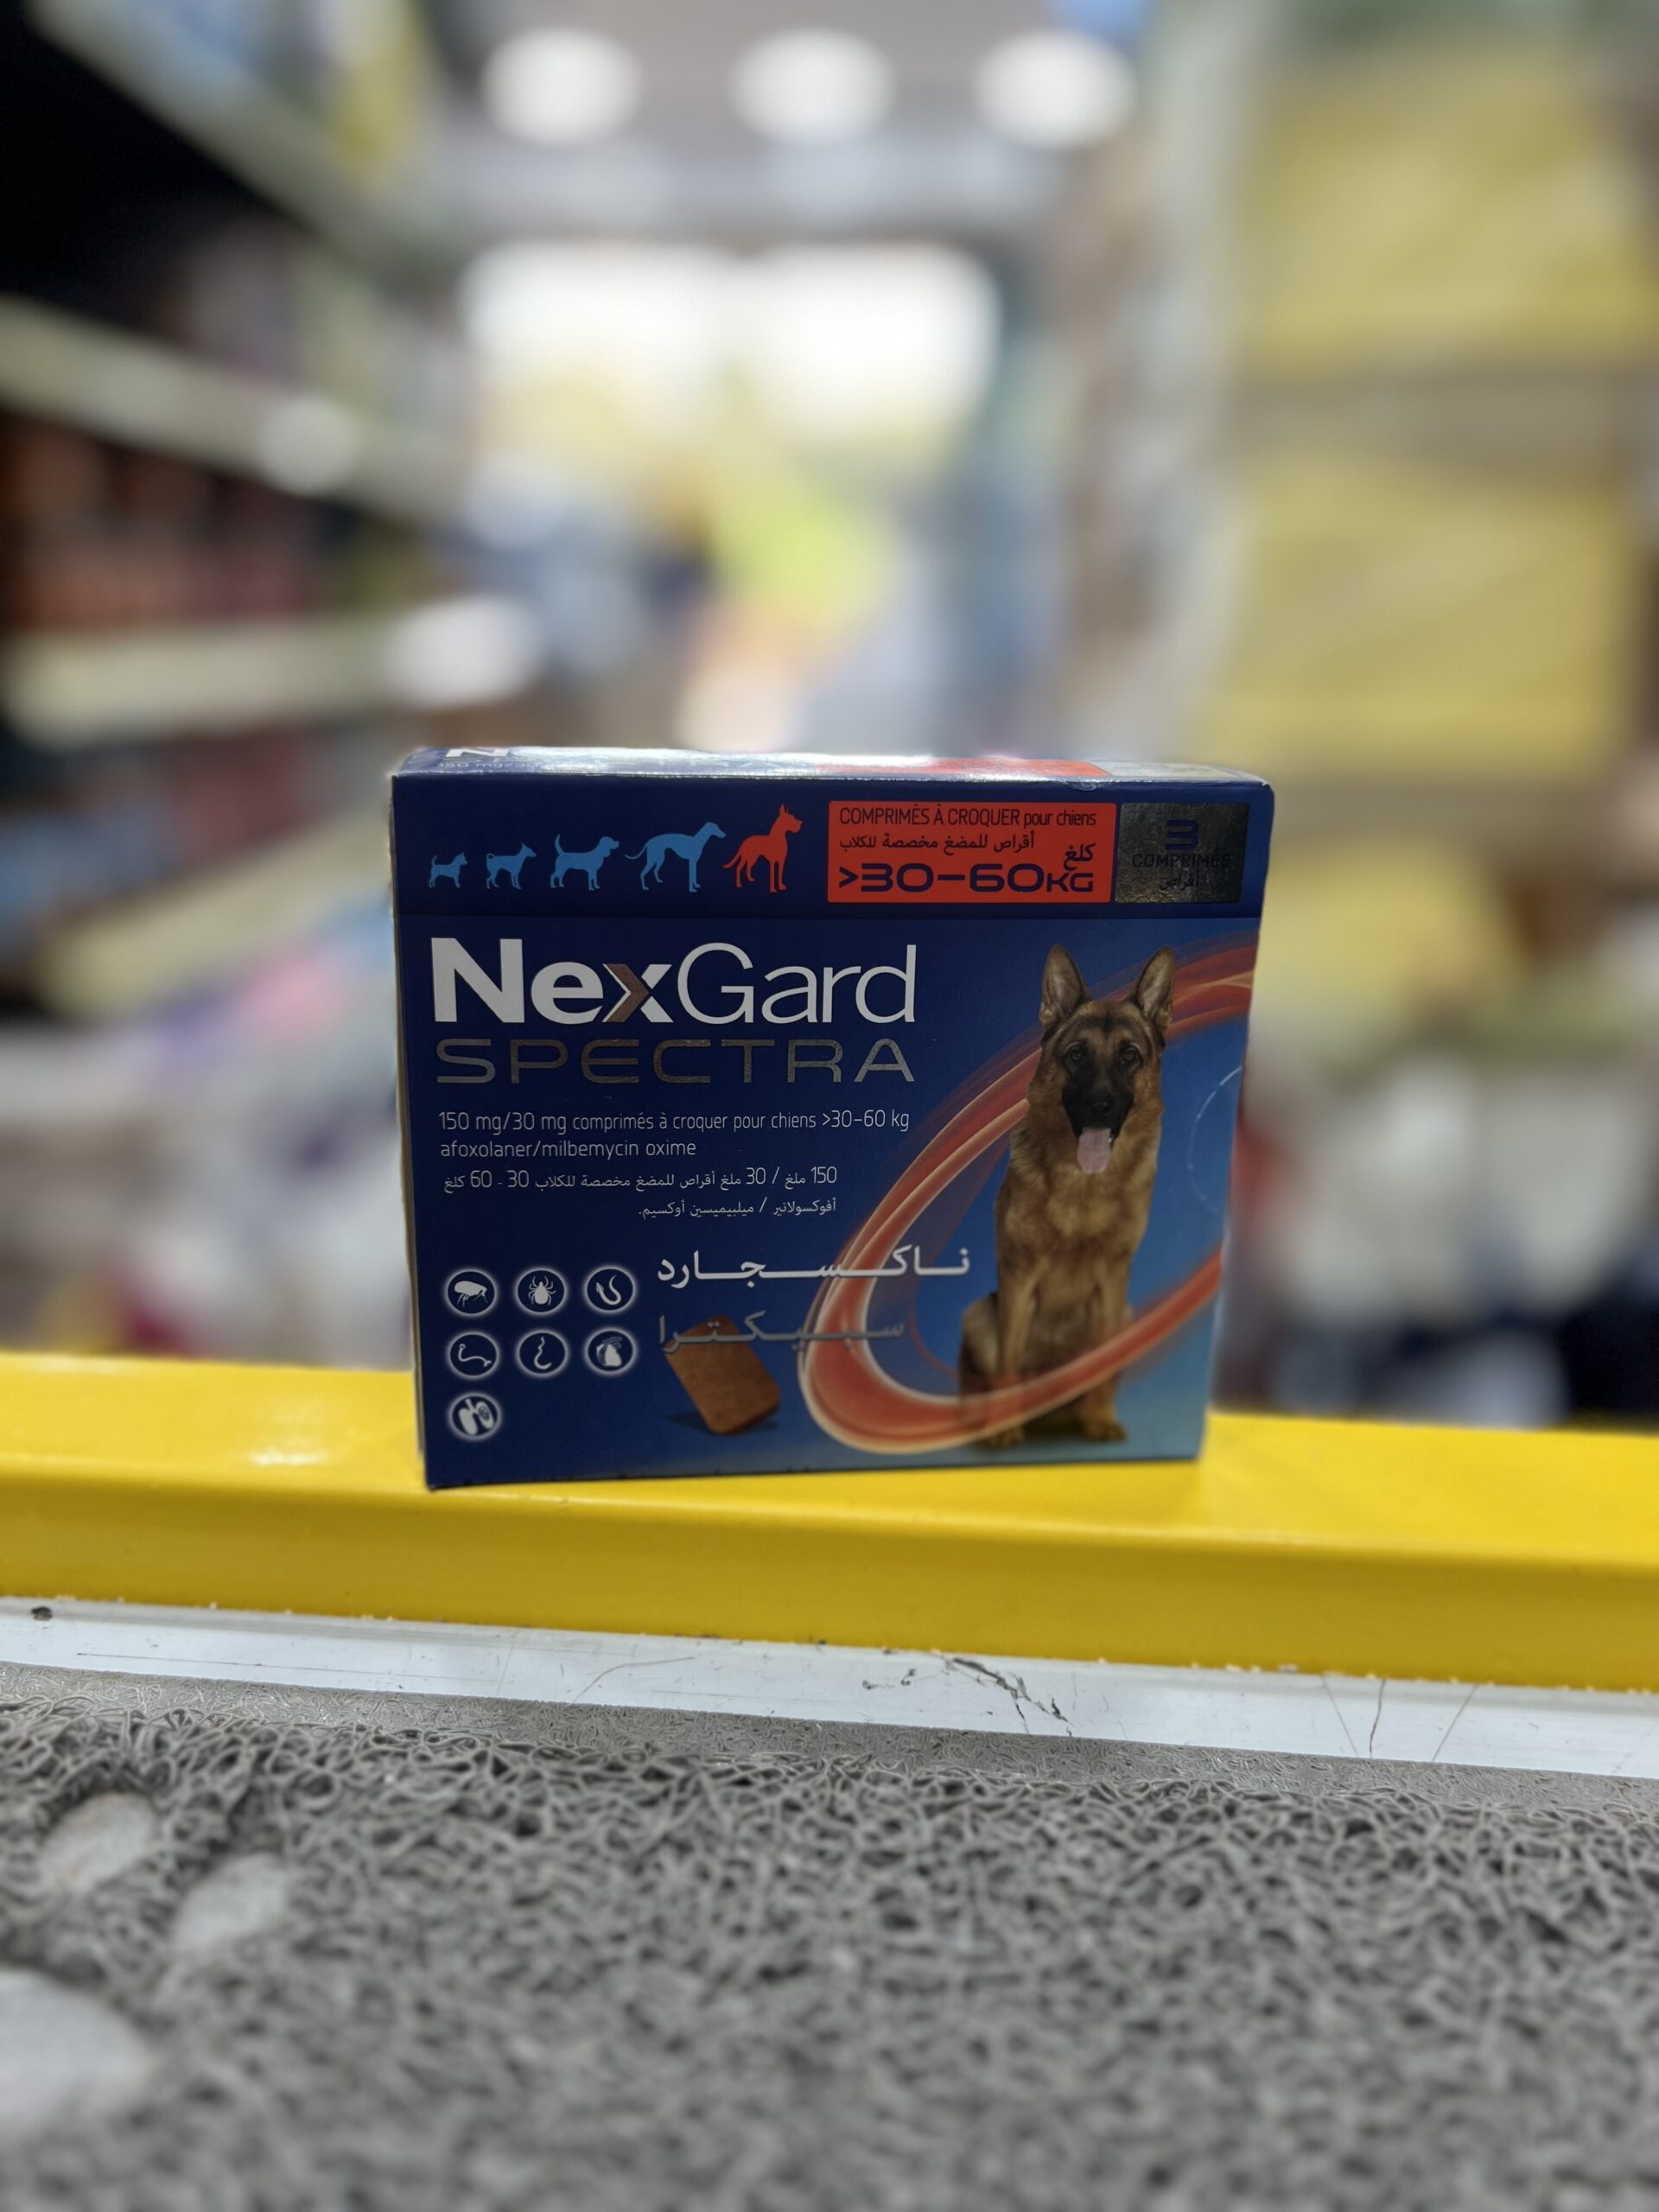 COMPRIMÉS À CROQUER pour chiens
أقراص للمضغ مخصصة للكلاب
كلغ
>30-60KG
3
COMPRIMÉS
أقراص
NexGard
SPECTRA
150 mg/30 mg comprimés à croquer pour chiens >30-60 kg
afoxolaner/milbemycin oxime
150 ملغ / 30 ملغ أقراص للمضغ مخصصة للكلاب 30 - 60 كلغ
أفوكسولانير / ميلبيميسين أوكسيم.
نـاكـسـجـارد
سـبـيـكـتـرا